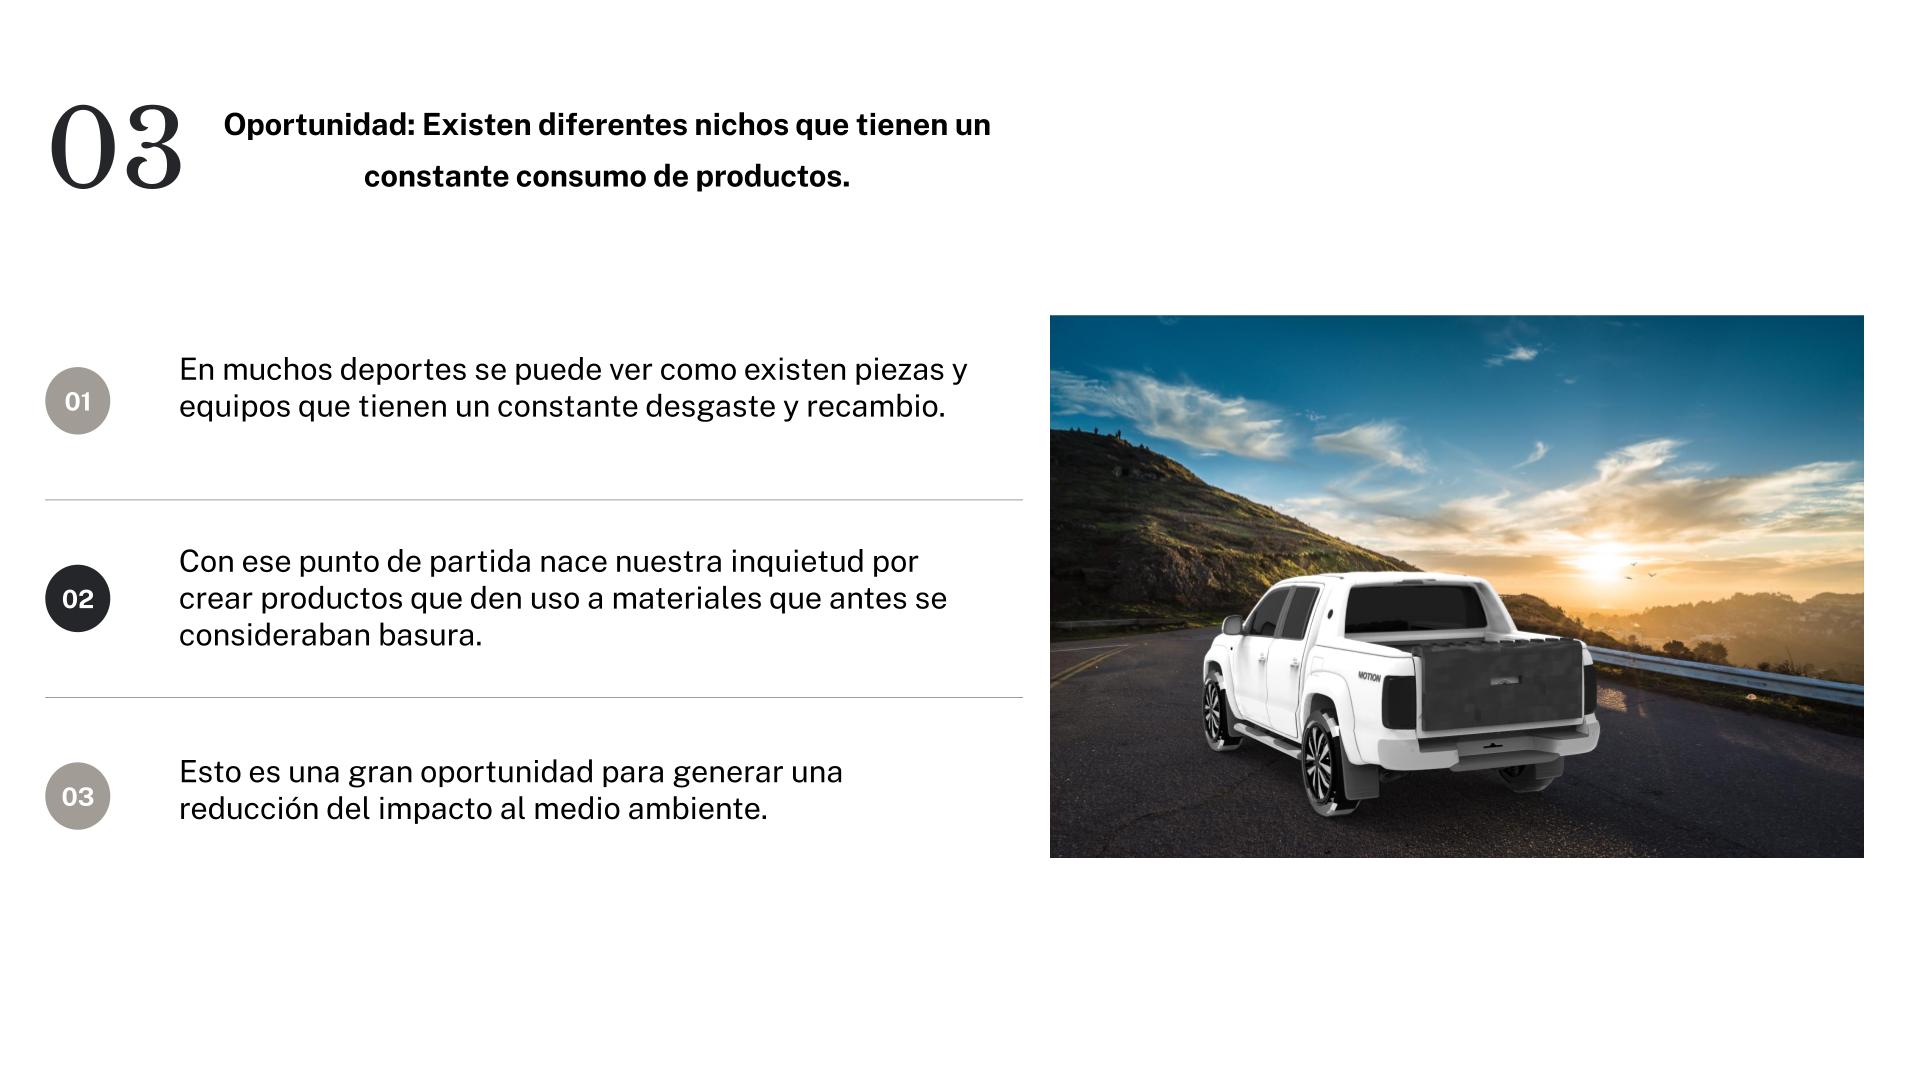 03
Oportunidad: Existen diferentes nichos que tienen un
constante consumo de productos.
01
En muchos deportes se puede ver como existen piezas y
equipos que tienen un constante desgaste y recambio.
02
Con ese punto de partida nace nuestra inquietud por
crear productos que den uso a materiales que antes se
consideraban basura.
03
Esto es una gran oportunidad para generar una
reducción del impacto al medio ambiente.
MOTION